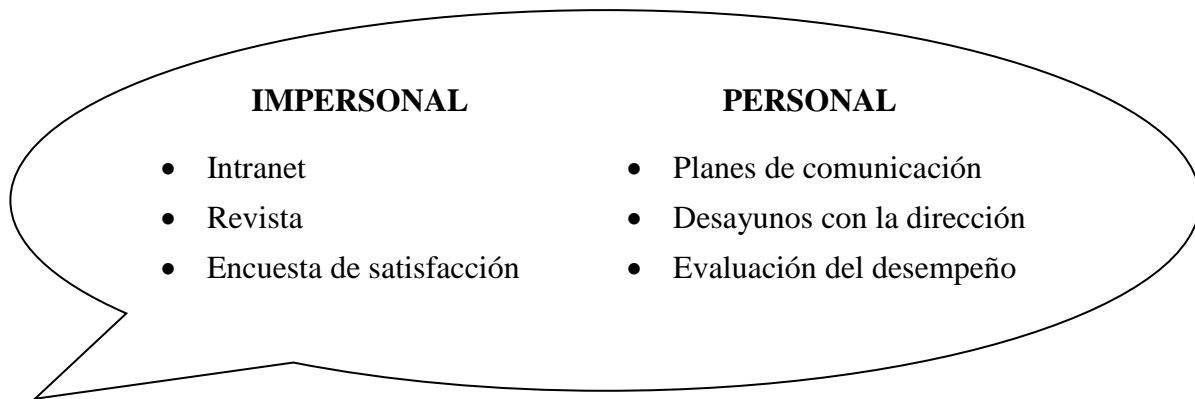 IMPERSONAL
• Intranet
• Revista
• Encuesta de satisfacción
PERSONAL
• Planes de comunicación
• Desayunos con la dirección
• Evaluación del desempeño